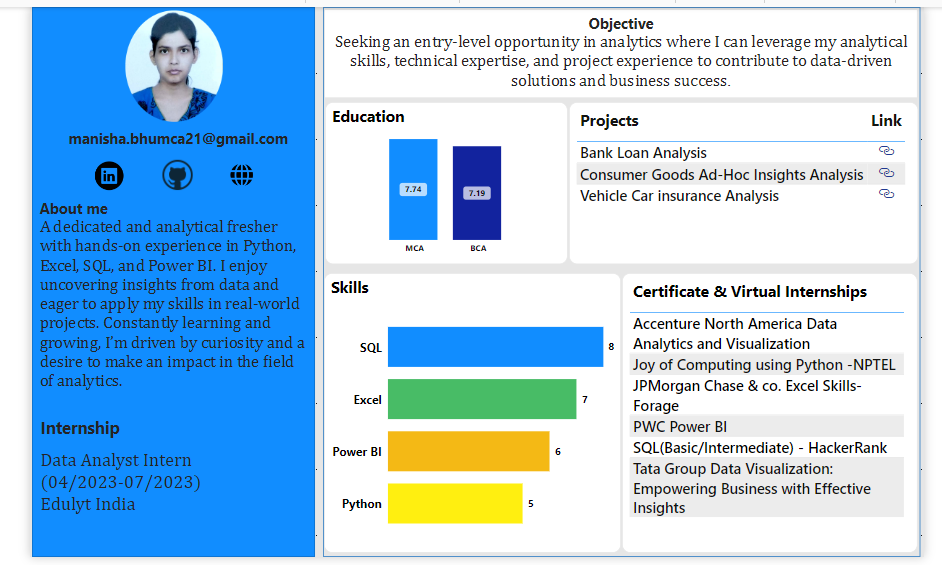 manisha.bhumca21@gmail.com
in
About me
A dedicated and analytical fresher
with hands-on experience in Python,
Excel, SQL, and Power BI. I enjoy
uncovering insights from data and
eager to apply my skills in real-world
projects. Constantly learning and
growing, I'm driven by curiosity and a
desire to make an impact in the field
of analytics.
Internship
Data Analyst Intern
(04/2023-07/2023)
Edulyt India
Objective
Seeking an entry-level opportunity in analytics where I can leverage my analytical
skills, technical expertise, and project experience to contribute to data-driven
solutions and business success.
Education
7.74
7.19
MCA
BCA
Projects Link
Bank Loan Analysis
Consumer Goods Ad-Hoc Insights Analysis
Vehicle Car insurance Analysis
Skills
SQL 8
Excel 7
Power BI 6
Python 5
Certificate & Virtual Internships
Accenture North America Data
Analytics and Visualization
Joy of Computing using Python -NPTEL
JPMorgan Chase & co. Excel Skills-
Forage
PWC Power BI
SQL(Basic/Intermediate) - HackerRank
Tata Group Data Visualization:
Empowering Business with Effective
Insights